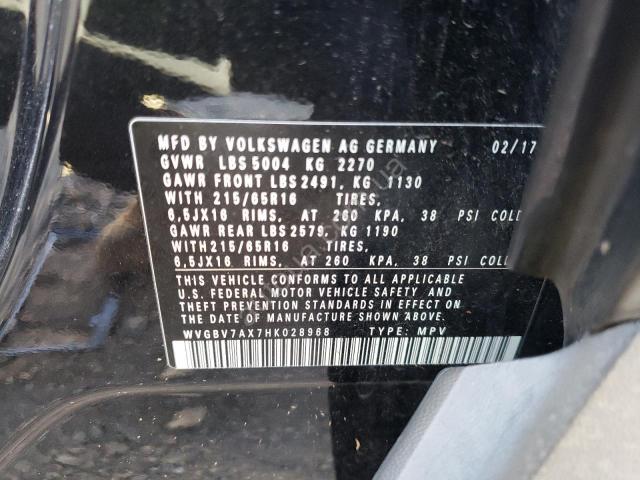 MFD BY VOLKSWAGEN AG GERMANY 02/17
GVWR LBS 5004 KG 2270
GAWR FRONT LBS 2491, KG 1130
WITH 215/65R16 TIRES,
6,5JX16 RIMS, AT 260 KPA, 38 PSI COLD
GAWR REAR LBS 2579, KG 1190
WITH 215/65R16 TIRES,
6,5JX16 RIMS, AT 260 KPA, 38 PSI COLD
THIS VEHICLE CONFORMS TO ALL APPLICABLE
U.S. FEDERAL MOTOR VEHICLE SAFETY AND
THEFT PREVENTION STANDARDS IN EFFECT ON
THE DATE OF MANUFACTURE SHOWN ABOVE.
WVGBV7AX7HK028968 TYPE: MPV